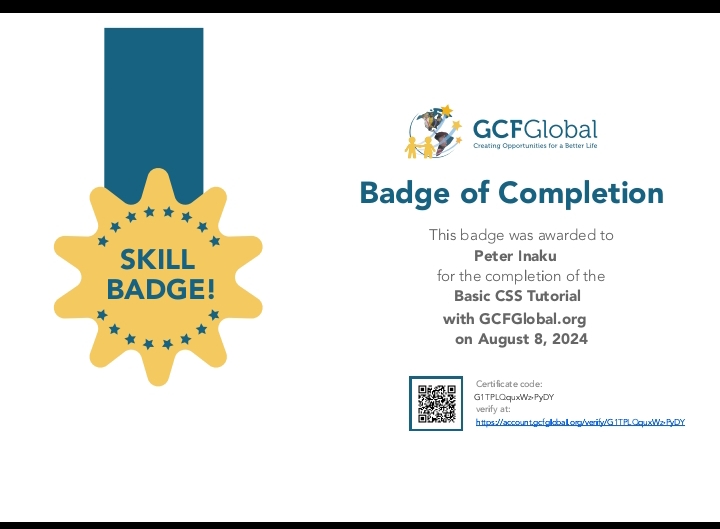 SKILL
BADGE!
GCFGlobal
Creating Opportunities for a Better Life
Badge of Completion
This badge was awarded to
Peter Inaku
for the completion of the
Basic CSS Tutorial
with GCFGlobal.org
on August 8, 2024
Certificate code:
G1TPLQquxWz>PyDY
verify at:
https://account.gcfglobal.org/verify/G1TPLQquxWz>PyDY